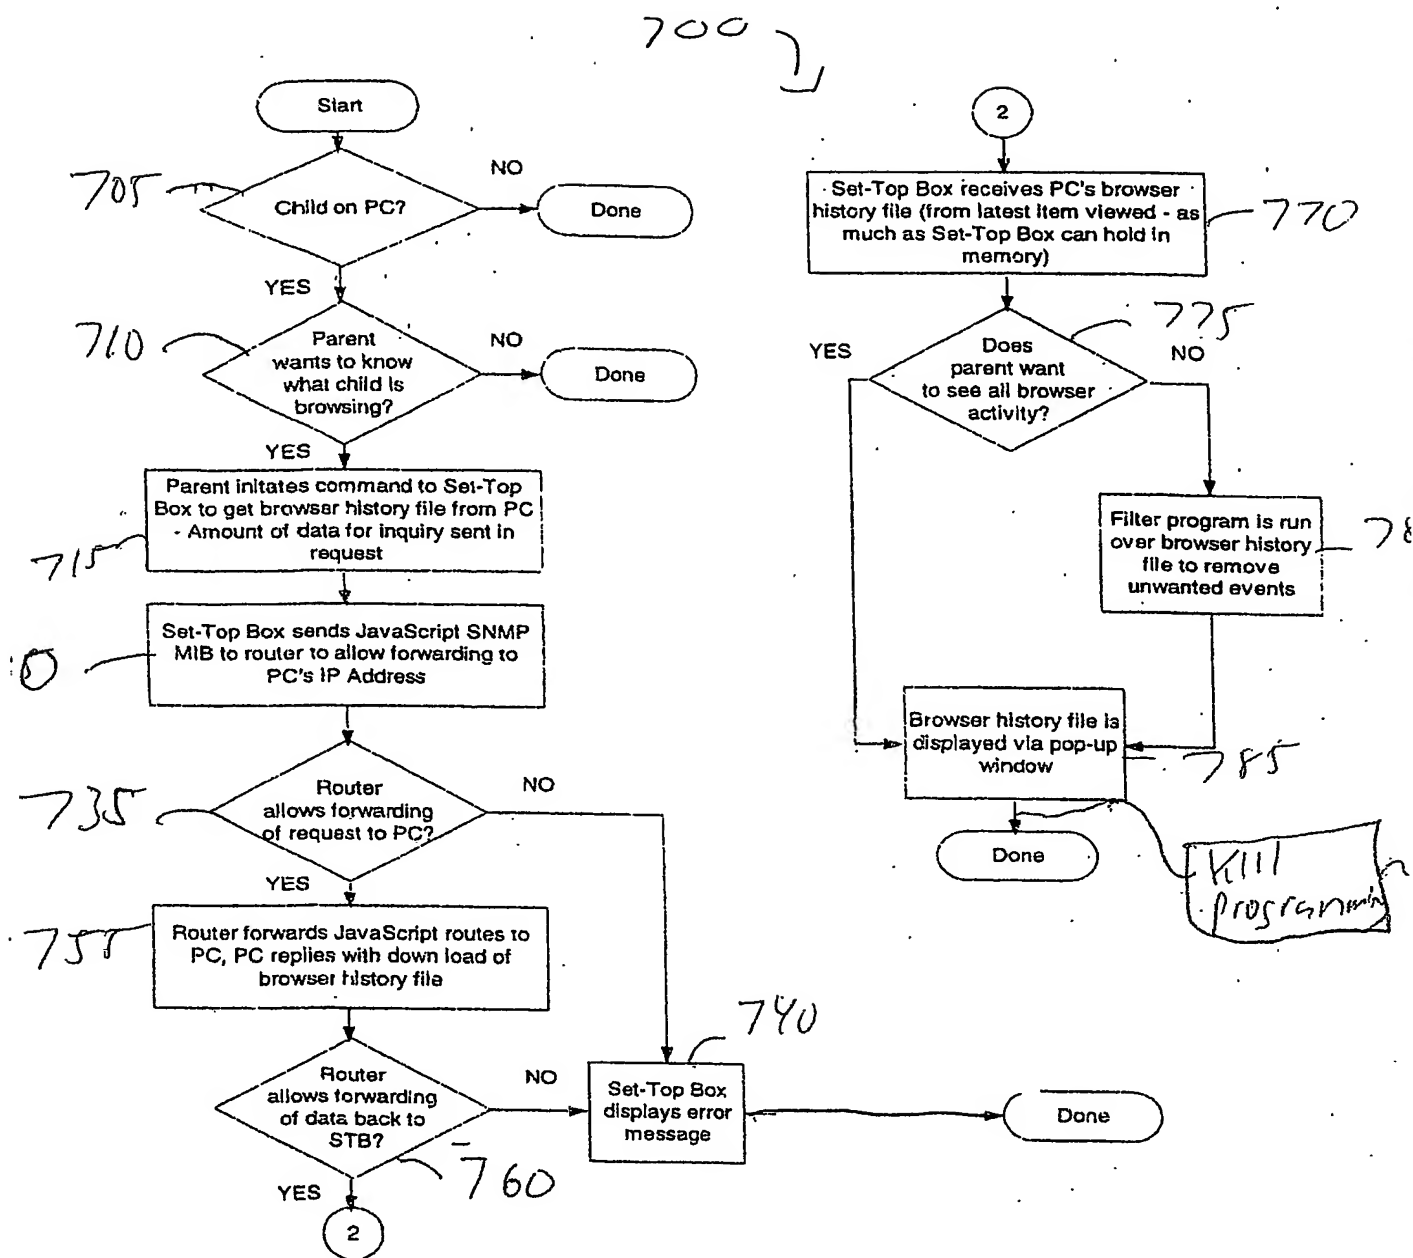 700
Start
705
Child on PC?
NO
Done
YES
710
Parent
wants to know
what child is
browsing?
NO
Done
YES
Parent initates command to Set-Top
Box to get browser history file from PC
- Amount of data for inquiry sent in
request
715
Set-Top Box sends JavaScript SNMP
MIB to router to allow forwarding to
PC's IP Address
0
735
Router
allows forwarding
of request to PC?
NO
YES
755
Router forwards JavaScript routes to
PC, PC replies with down load of
browser history file
Router
allows forwarding
of data back to
STB?
NO
760
YES
2
740
Set-Top Box
displays error
message
Done
2
Set-Top Box receives PC's browser
history file (from latest item viewed - as
much as Set-Top Box can hold in
memory)
770
775
Does
parent want
to see all browser
activity?
YES
NO
Filter program is run
over browser history
file to remove
unwanted events
78
Browser history file is
displayed via pop-up
window
785
Done
Kill